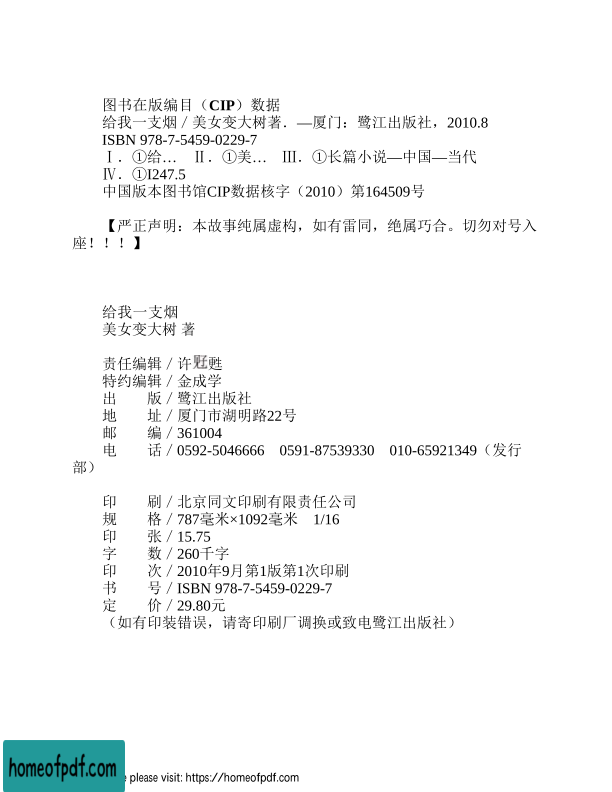 图书在版编目（CIP）数据
给我一支烟／美女变大树著．—厦门：鹭江出版社，2010.8
ISBN 978-7-5459-0229-7
Ⅰ．①给…　Ⅱ．①美…　Ⅲ．①长篇小说—中国—当代
Ⅳ．①I247.5
中国版本图书馆CIP数据核字（2010）第164509号
【严正声明：本故事纯属虚构，如有雷同，绝属巧合。切勿对号入
座！！！】
给我一支烟
美女变大树 著
责任编辑／许 甦
特约编辑／金成学
出　　版／鹭江出版社
地　　址／厦门市湖明路22号
邮　　编／361004
电　　话／0592-5046666　0591-87539330　010-65921349（发行
部）
印　　刷／北京同文印刷有限责任公司
规　　格／787毫米×1092毫米　1/16
印　　张／15.75
字　　数／260千字
印　　次／2010年9月第1版第1次印刷
书　　号／ISBN 978-7-5459-0229-7
定　　价／29.80元
（如有印装错误，请寄印刷厂调换或致电鹭江出版社）
homeofpdf.com
please visit: https://homeofpdf.com